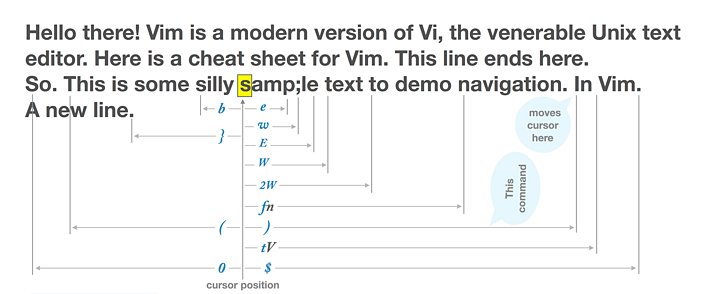 Hello there! Vim is a modern version of Vi, the venerable Unix text
editor. Here is a cheat sheet for Vim. This line ends here.
So. This is some silly samp;le text to demo navigation. In Vim.
A new line.
b e
w
}
E
W
2W
fn
( )
tV
0 $
cursor position
moves
cursor
here
This
command